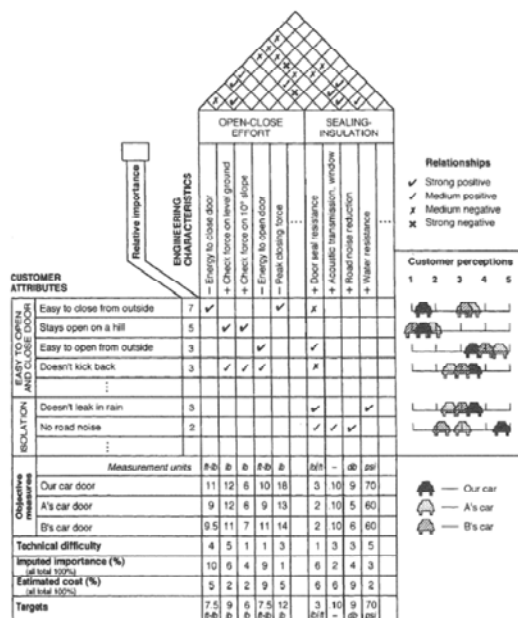 OPEN-CLOSE EFFORT
SEALING-INSULATION
Relative importance
ENGINEERING CHARACTERISTICS
− Energy to close door
+ Check force on level ground
+ Check force on 10° slope
− Energy to open door
− Peak closing force
...
+ Door seal resistance
+ Acoustic transmission, window
+ Road noise reduction
+ Water resistance
...
Relationships
✓ Strong positive
✓ Medium positive
✗ Medium negative
✖ Strong negative
Customer perceptions
1 2 3 4 5
CUSTOMER ATTRIBUTES
EASY TO OPEN AND CLOSE DOOR
Easy to close from outside 7
Stays open on a hill 5
Easy to open from outside 3
Doesn't kick back 3
ISOLATION
Doesn't leak in rain 3
No road noise 2
Objective measures
Measurement units ft-lb lb lb ft-lb lb lb/ft − db psi
Our car door 11 12 6 10 18 3 .10 9 70
A's car door 9 12 6 9 13 2 .10 5 60
B's car door 9.5 11 7 11 14 2 .10 6 60
Technical difficulty 4 5 1 1 3 1 3 3 5
Imputed importance (%) 10 6 4 9 1 6 2 4 3
(all total 100%)
Estimated cost (%) 5 2 2 9 5 6 6 9 2
(all total 100%)
Targets 7.5 9 6 7.5 12 3 .10 9 70
ft-lb lb lb ft-lb lb lb/ft − db psi
— Our car
— A's car
— B's car